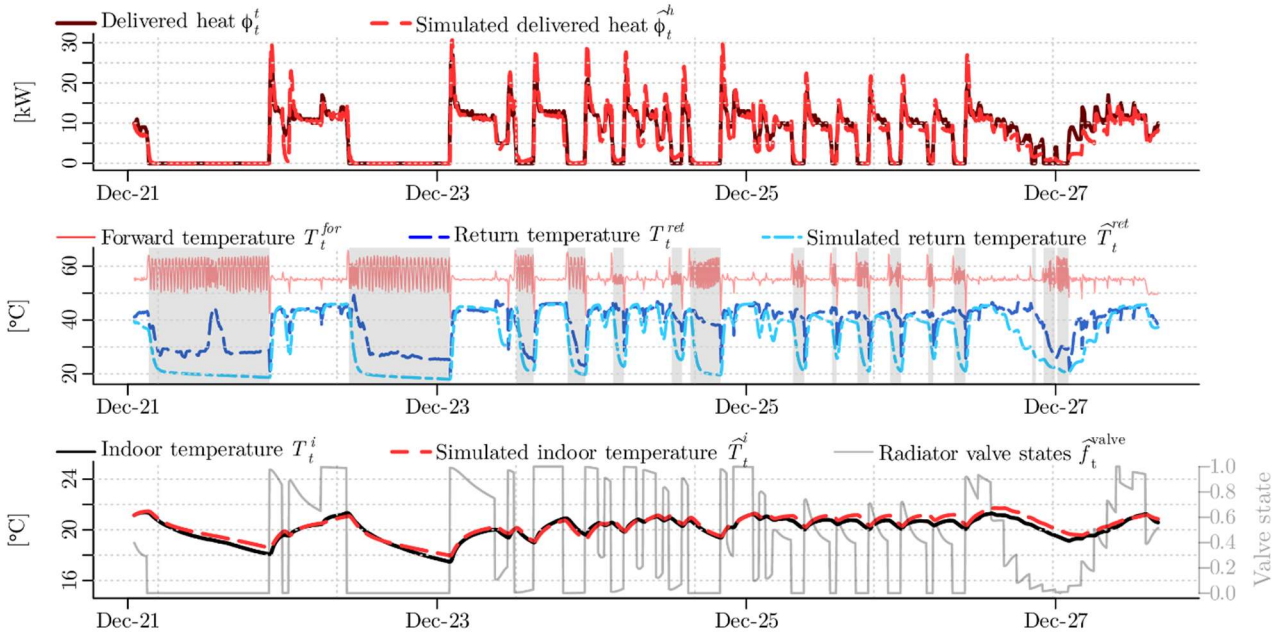 Delivered heat ϕ_t^t Simulated delivered heat ϕ̂_t^h
30
20
10
0
[kW]
Dec-21 Dec-23 Dec-25 Dec-27
Forward temperature T_t^{for} Return temperature T_t^{ret} Simulated return temperature T̂_t^{ret}
60
40
20
[°C]
Dec-21 Dec-23 Dec-25 Dec-27
Indoor temperature T_t^i Simulated indoor temperature T̂_t^i Radiator valve states f̂_t^{valve}
24
20
16
[°C]
1.0
0.8
0.6
0.4
0.2
0.0
Valve state
Dec-21 Dec-23 Dec-25 Dec-27